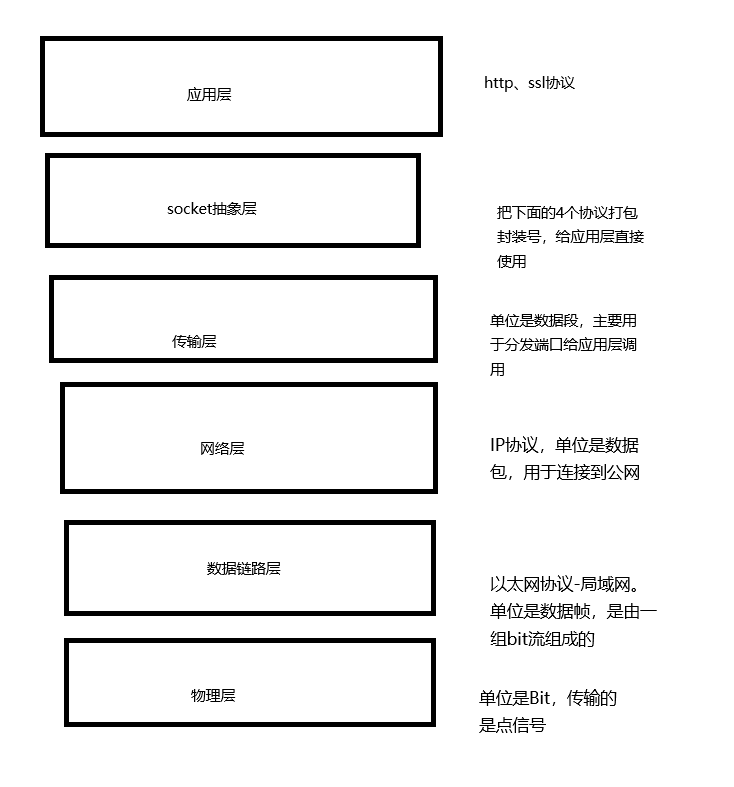 应用层
http、ssl协议
socket抽象层
把下面的4个协议打包
封装号，给应用层直接
使用
传输层
单位是数据段，主要用
于分发端口给应用层调
用
网络层
IP协议，单位是数据
包，用于连接到公网
数据链路层
以太网协议-局域网。
单位是数据帧，是由一
组bit流组成的
物理层
单位是Bit，传输的
是点信号